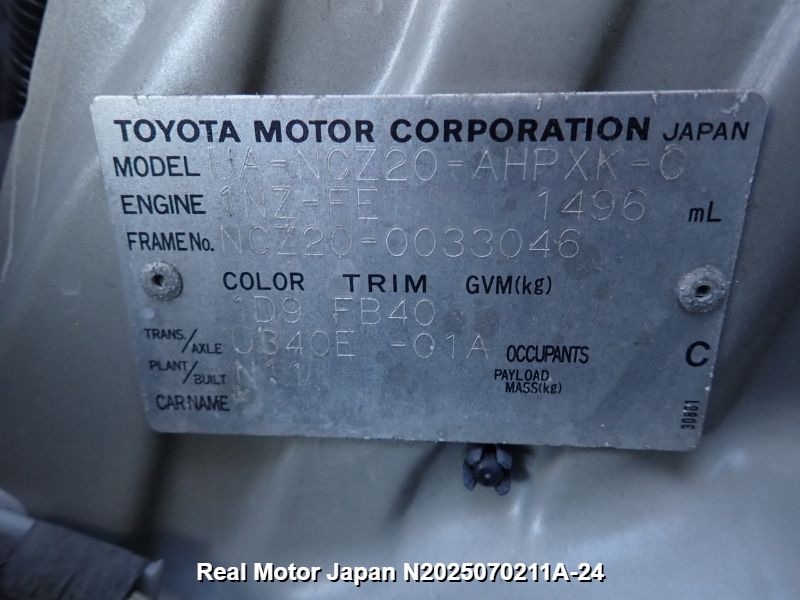 TOYOTA MOTOR CORPORATION JAPAN
MODEL UA-NCZ20-AHPXK-C
ENGINE 1NZ-FE 1496 mL
FRAME No. NCZ20-0033046
COLOR TRIM GVM(kg)
1D9 FB40
TRANS./AXLE U340E -01A OCCUPANTS C
PLANT/BUILT N11 PAYLOAD MASS(kg)
CAR NAME
30861
Real Motor Japan N2025070211A-24